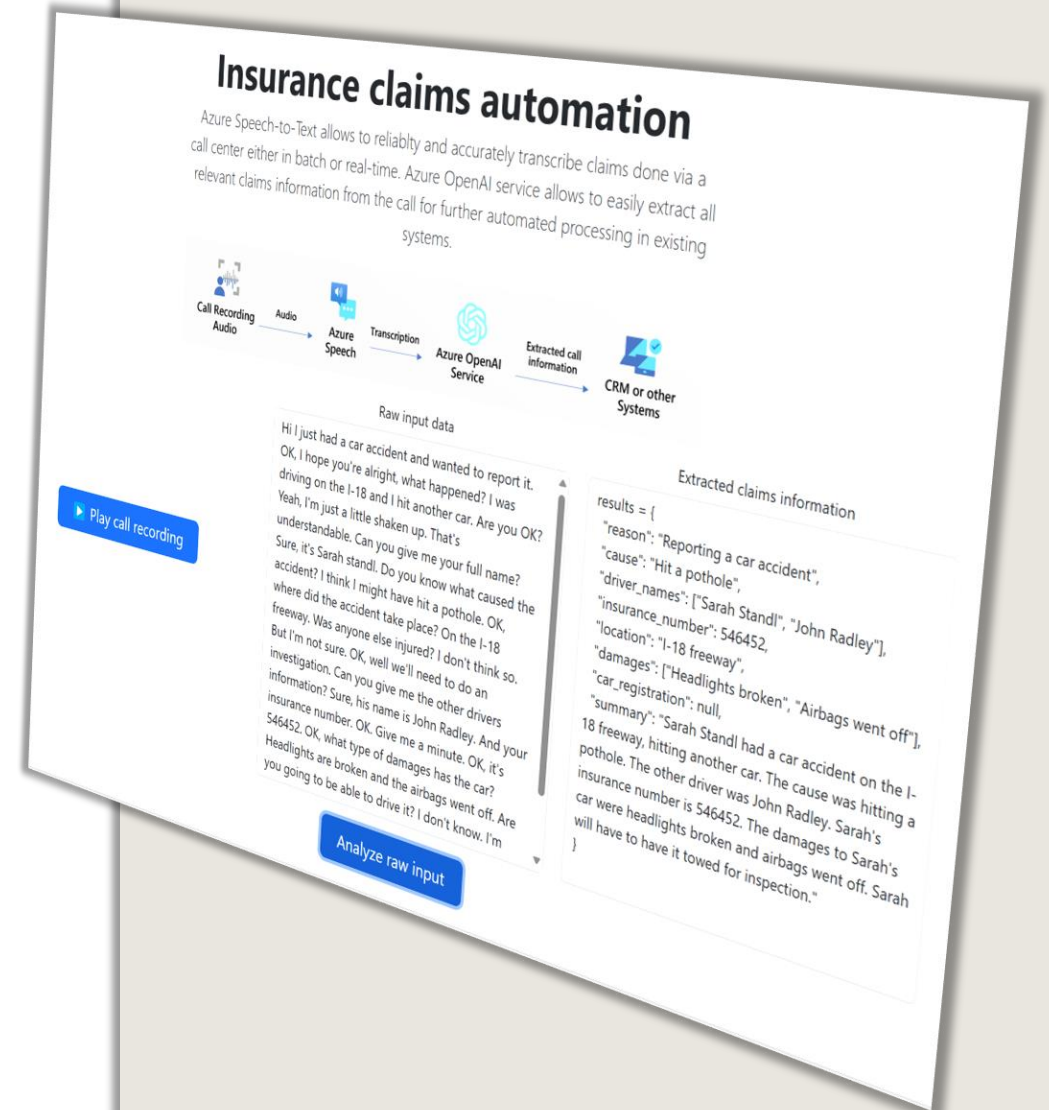 Insurance claims automation
Azure Speech-to-Text allows to reliablty and accurately transcribe claims done via a
call center either in batch or real-time. Azure OpenAI service allows to easily extract all
relevant claims information from the call for further automated processing in existing
systems.
Call Recording
Audio
Audio
Azure
Speech
Transcription
Azure OpenAI
Service
Extracted call
information
CRM or other
Systems
Play call recording
Raw input data
Hi I just had a car accident and wanted to report it.
OK, I hope you're alright, what happened? I was
driving on the I-18 and I hit another car. Are you OK?
Yeah, I'm just a little shaken up. That's
understandable. Can you give me your full name?
Sure, it's Sarah standl. Do you know what caused the
accident? I think I might have hit a pothole. OK,
where did the accident take place? On the I-18
freeway. Was anyone else injured? I don't think so.
But I'm not sure. OK, well we'll need to do an
investigation. Can you give me the other drivers
information? Sure, his name is John Radley. And your
insurance number. OK. Give me a minute. OK, it's
546452. OK, what type of damages has the car?
Headlights are broken and the airbags went off. Are
you going to be able to drive it? I don't know. I'm
Analyze raw input
Extracted claims information
results = {
"reason": "Reporting a car accident",
"cause": "Hit a pothole",
"driver_names": ["Sarah Standl", "John Radley"],
"insurance_number": 546452,
"location": "I-18 freeway",
"damages": ["Headlights broken", "Airbags went off"],
"car_registration": null,
"summary": "Sarah Standl had a car accident on the I-
18 freeway, hitting another car. The cause was hitting a
pothole. The other driver was John Radley. Sarah's
insurance number is 546452. The damages to Sarah's
car were headlights broken and airbags went off. Sarah
will have to have it towed for inspection."
}